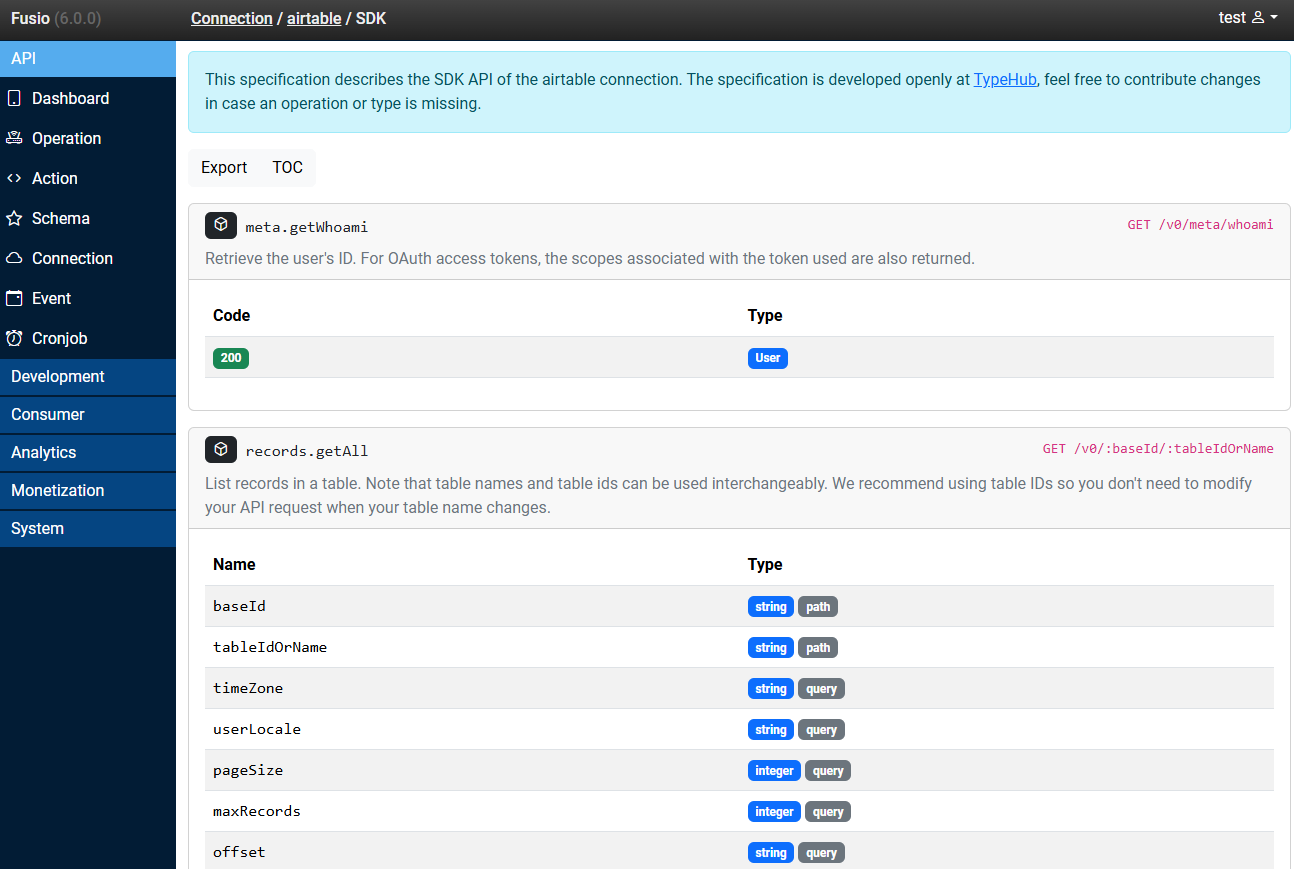 Fusio (6.0.0)
Connection / airtable / SDK
test
API
Dashboard
Operation
Action
Schema
Connection
Event
Cronjob
Development
Consumer
Analytics
Monetization
System
This specification describes the SDK API of the airtable connection. The specification is developed openly at TypeHub, feel free to contribute changes
in case an operation or type is missing.
Export TOC
meta.getWhoami GET /v0/meta/whoami
Retrieve the user's ID. For OAuth access tokens, the scopes associated with the token used are also returned.
Code Type
200 User
records.getAll GET /v0/:baseId/:tableIdOrName
List records in a table. Note that table names and table ids can be used interchangeably. We recommend using table IDs so you don't need to modify
your API request when your table name changes.
Name Type
baseId string path
tableIdOrName string path
timeZone string query
userLocale string query
pageSize integer query
maxRecords integer query
offset string query